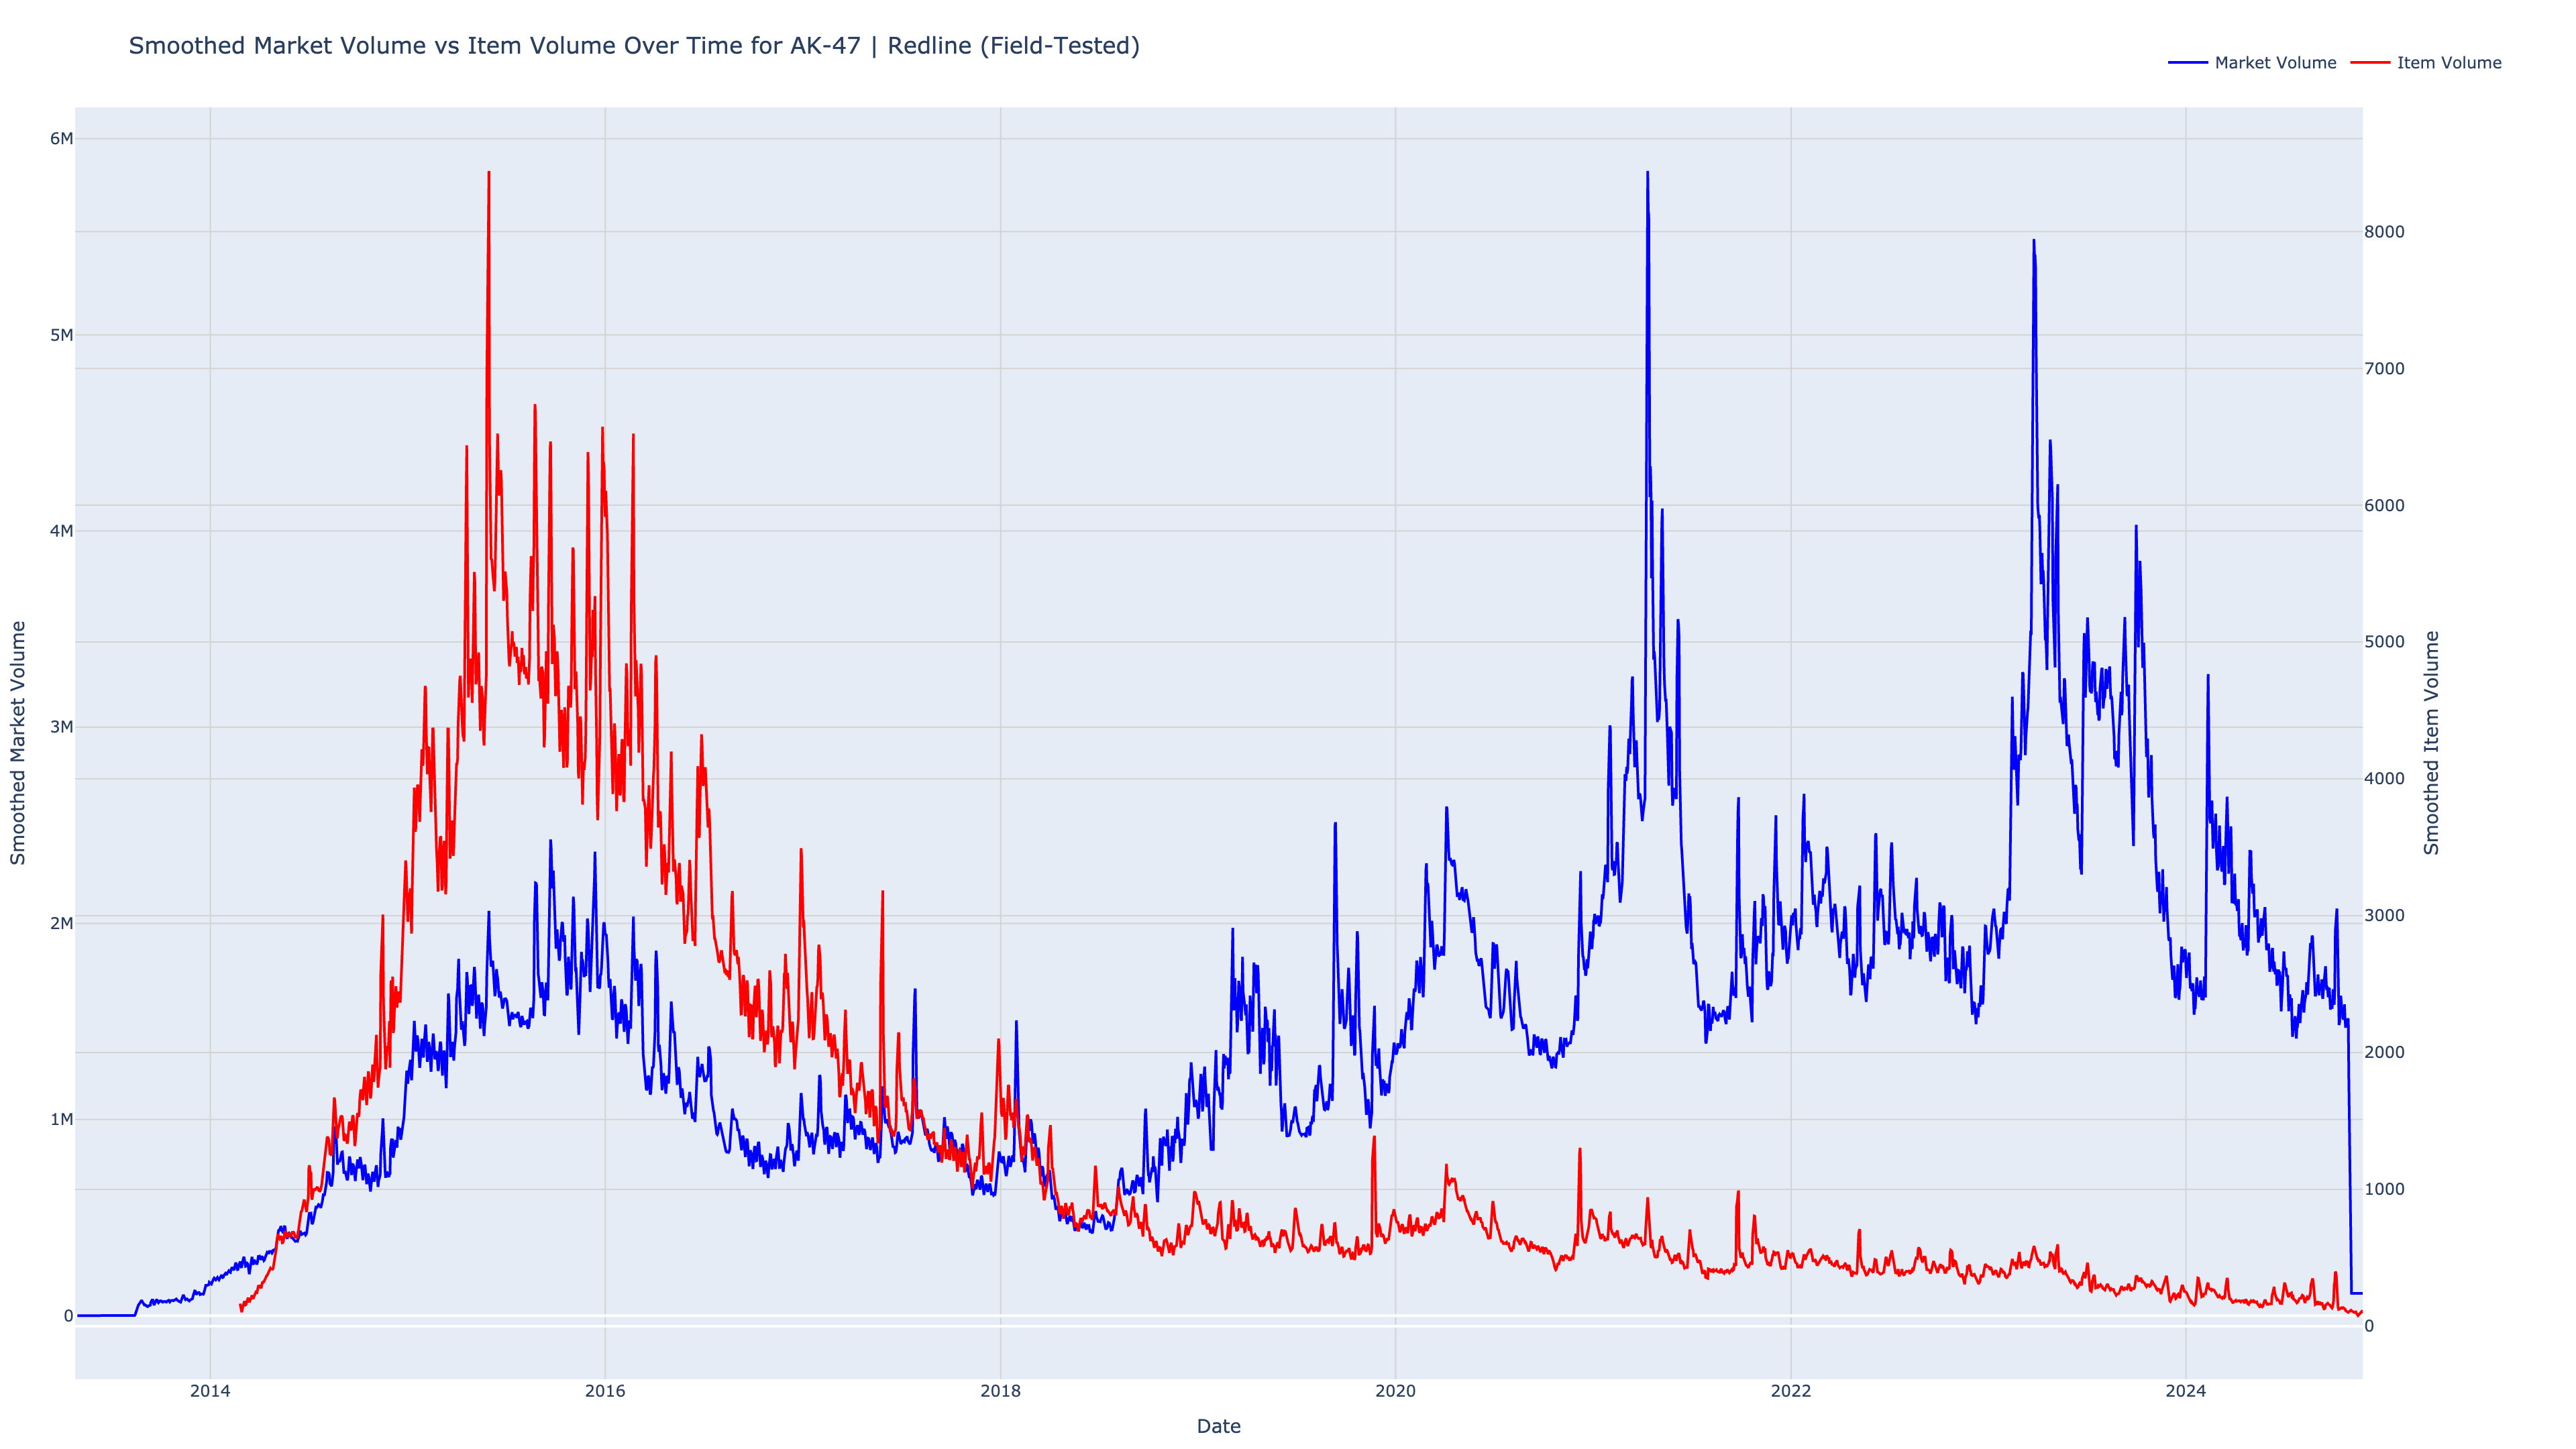 Smoothed Market Volume vs Item Volume Over Time for AK-47 | Redline (Field-Tested)
Market Volume
Item Volume
6M
5M
4M
3M
2M
1M
0
Smoothed Market Volume
8000
7000
6000
5000
4000
3000
2000
1000
0
Smoothed Item Volume
2014
2016
2018
2020
2022
2024
Date